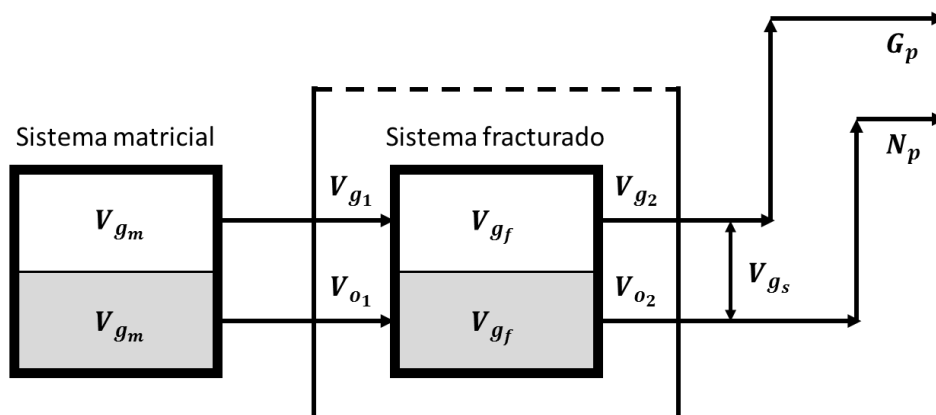 G_p
N_p
Sistema matricial
Sistema fracturado
V_{g_1}
V_{g_2}
V_{g_m}
V_{g_f}
V_{g_s}
V_{o_1}
V_{o_2}
V_{g_m}
V_{g_f}